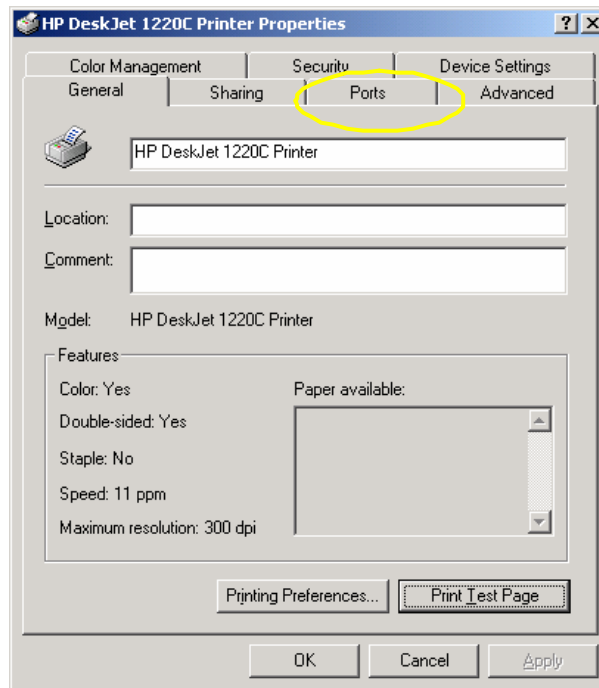 HP DeskJet 1220C Printer Properties
? X
Color Management Security Device Settings
General Sharing Ports Advanced
HP DeskJet 1220C Printer
Location:
Comment:
Model: HP DeskJet 1220C Printer
Features
Color: Yes Paper available:
Double-sided: Yes
Staple: No
Speed: 11 ppm
Maximum resolution: 300 dpi
Printing Preferences... Print Test Page
OK Cancel Apply